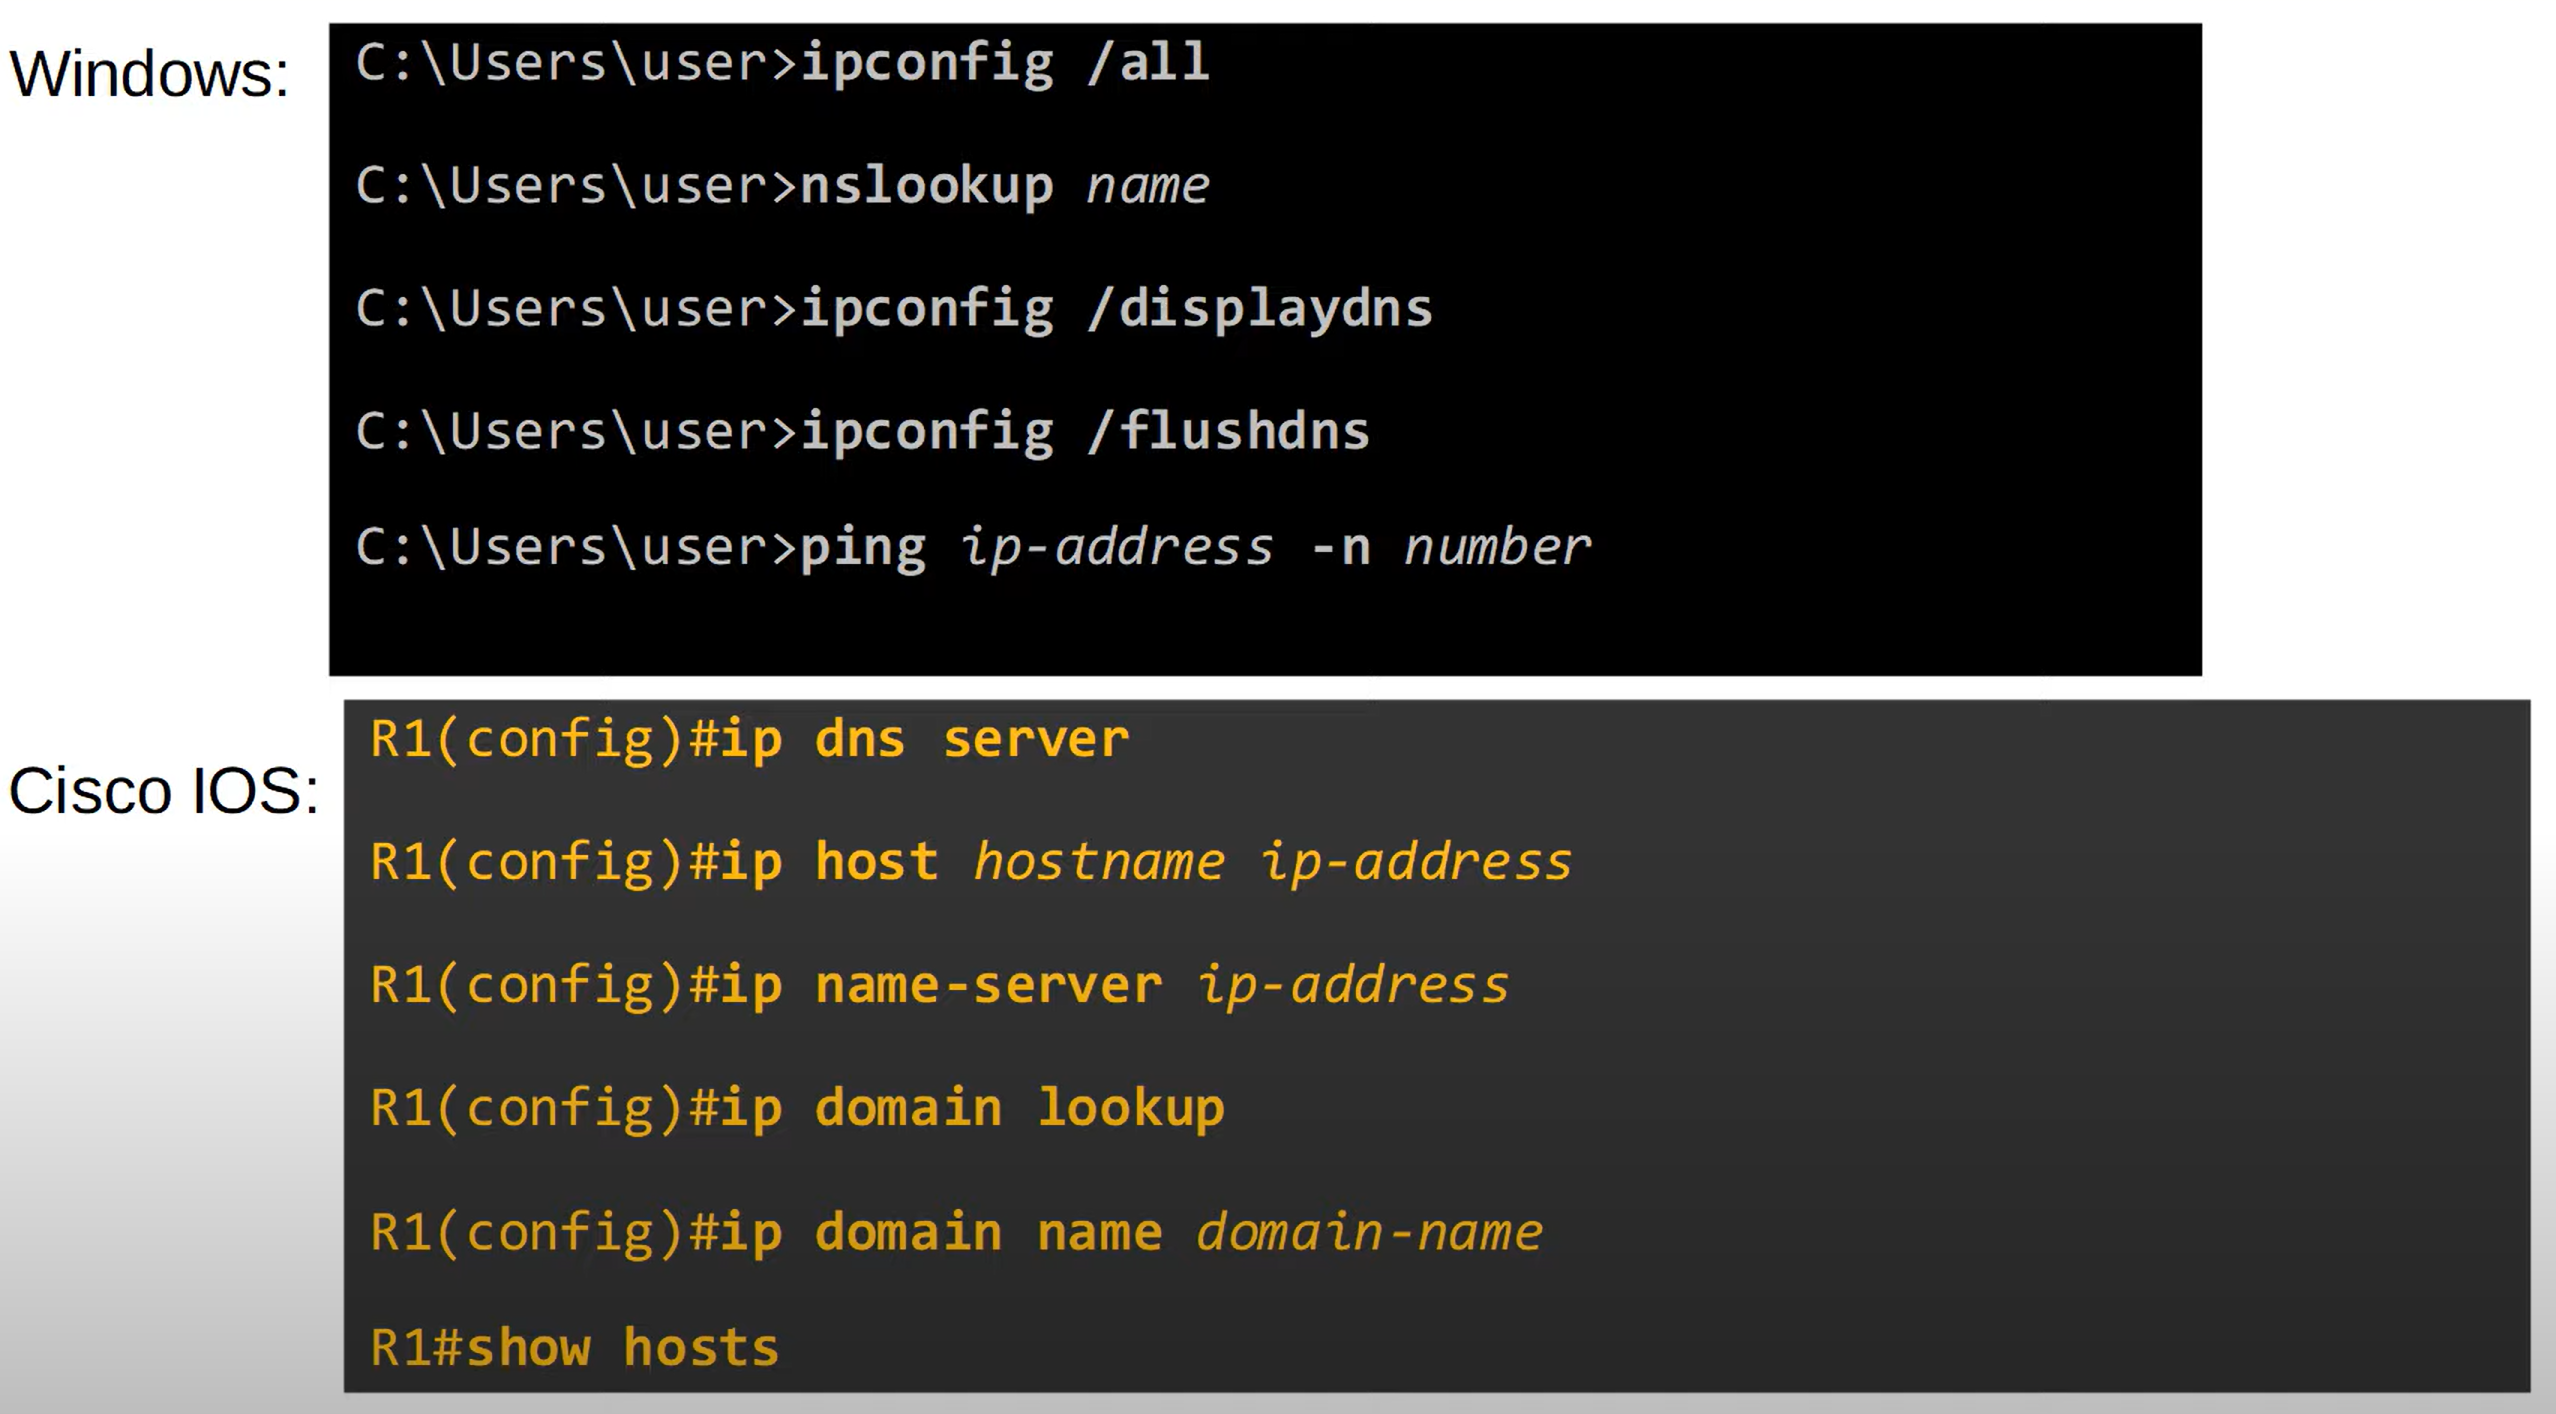 Windows:
C:\Users\user>ipconfig /all
C:\Users\user>nslookup name
C:\Users\user>ipconfig /displaydns
C:\Users\user>ipconfig /flushdns
C:\Users\user>ping ip-address -n number
Cisco IOS:
R1(config)#ip dns server
R1(config)#ip host hostname ip-address
R1(config)#ip name-server ip-address
R1(config)#ip domain lookup
R1(config)#ip domain name domain-name
R1#show hosts